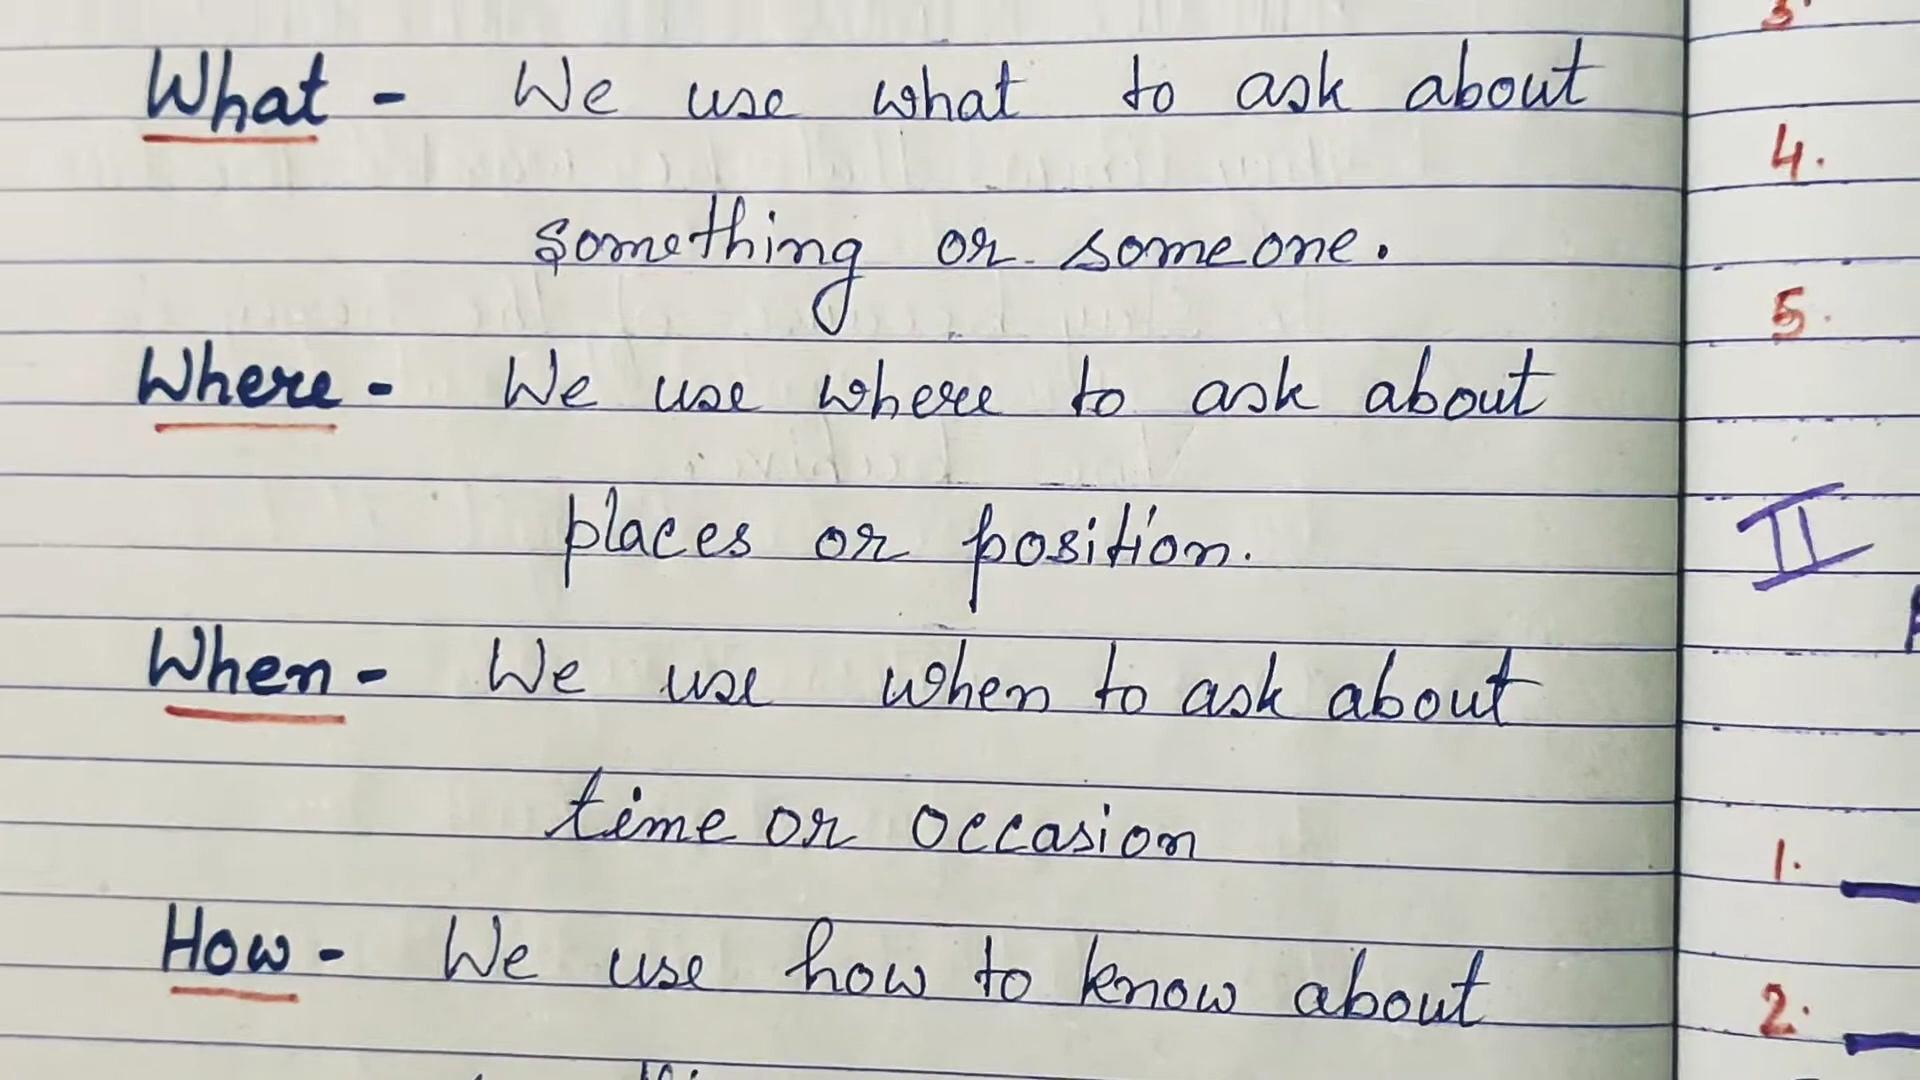 What - We use what to ask about
something or someone.
Where - We use where to ask about
places or position.
When - We use when to ask about
time or occasion
How - We use how to know about
3.
4.
5.
II
1.
2.